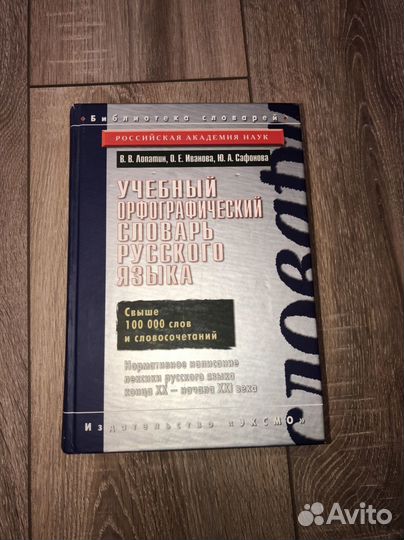 Библиотека словарей
РОССИЙСКАЯ АКАДЕМИЯ НАУК
В. В. Лопатин, О. Е. Иванова, Ю. А. Сафонова
УЧЕБНЫЙ
ОРФОГРАФИЧЕСКИЙ
СЛОВАРЬ
РУССКОГО
ЯЗЫКА
словарь
Свыше
100 000 слов
и словосочетаний
Нормативное написание
лексики русского языка
конца XX – начала XXI века
Издательство «ЭКСМО»
Avito